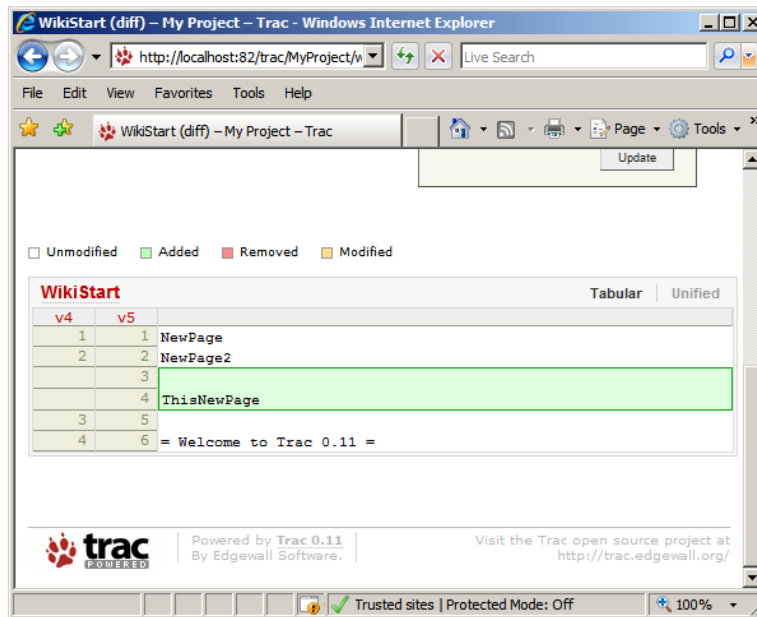 WikiStart (diff) – My Project – Trac - Windows Internet Explorer
http://localhost:82/trac/MyProject/ Live Search
File Edit View Favorites Tools Help
WikiStart (diff) – My Project – Trac Page Tools »
Update
Unmodified Added Removed Modified
WikiStart Tabular Unified
v4 v5
1 1 NewPage
2 2 NewPage2
3
4 ThisNewPage
3 5
4 6 = Welcome to Trac 0.11 =
trac POWERED
Powered by Trac 0.11
By Edgewall Software.
Visit the Trac open source project at
http://trac.edgewall.org/
Trusted sites | Protected Mode: Off 100%